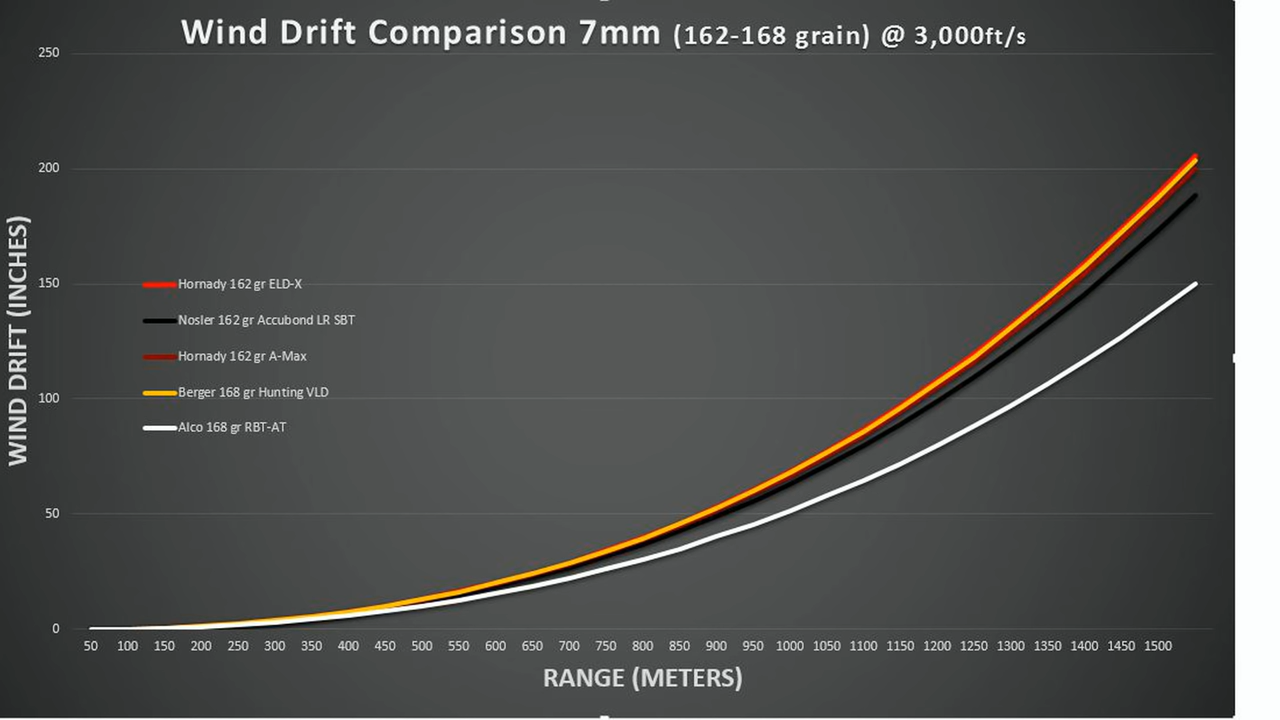 Wind Drift Comparison 7mm (162-168 grain) @ 3,000ft/s
250
200
150
100
50
0
WIND DRIFT (INCHES)
Hornady 162 gr ELD-X
Nosler 162 gr Accubond LR SBT
Hornady 162 gr A-Max
Berger 168 gr Hunting VLD
Alco 168 gr RBT-AT
50 100 150 200 250 300 350 400 450 500 550 600 650 700 750 800 850 900 950 1000 1050 1100 1150 1200 1250 1300 1350 1400 1450 1500
RANGE (METERS)